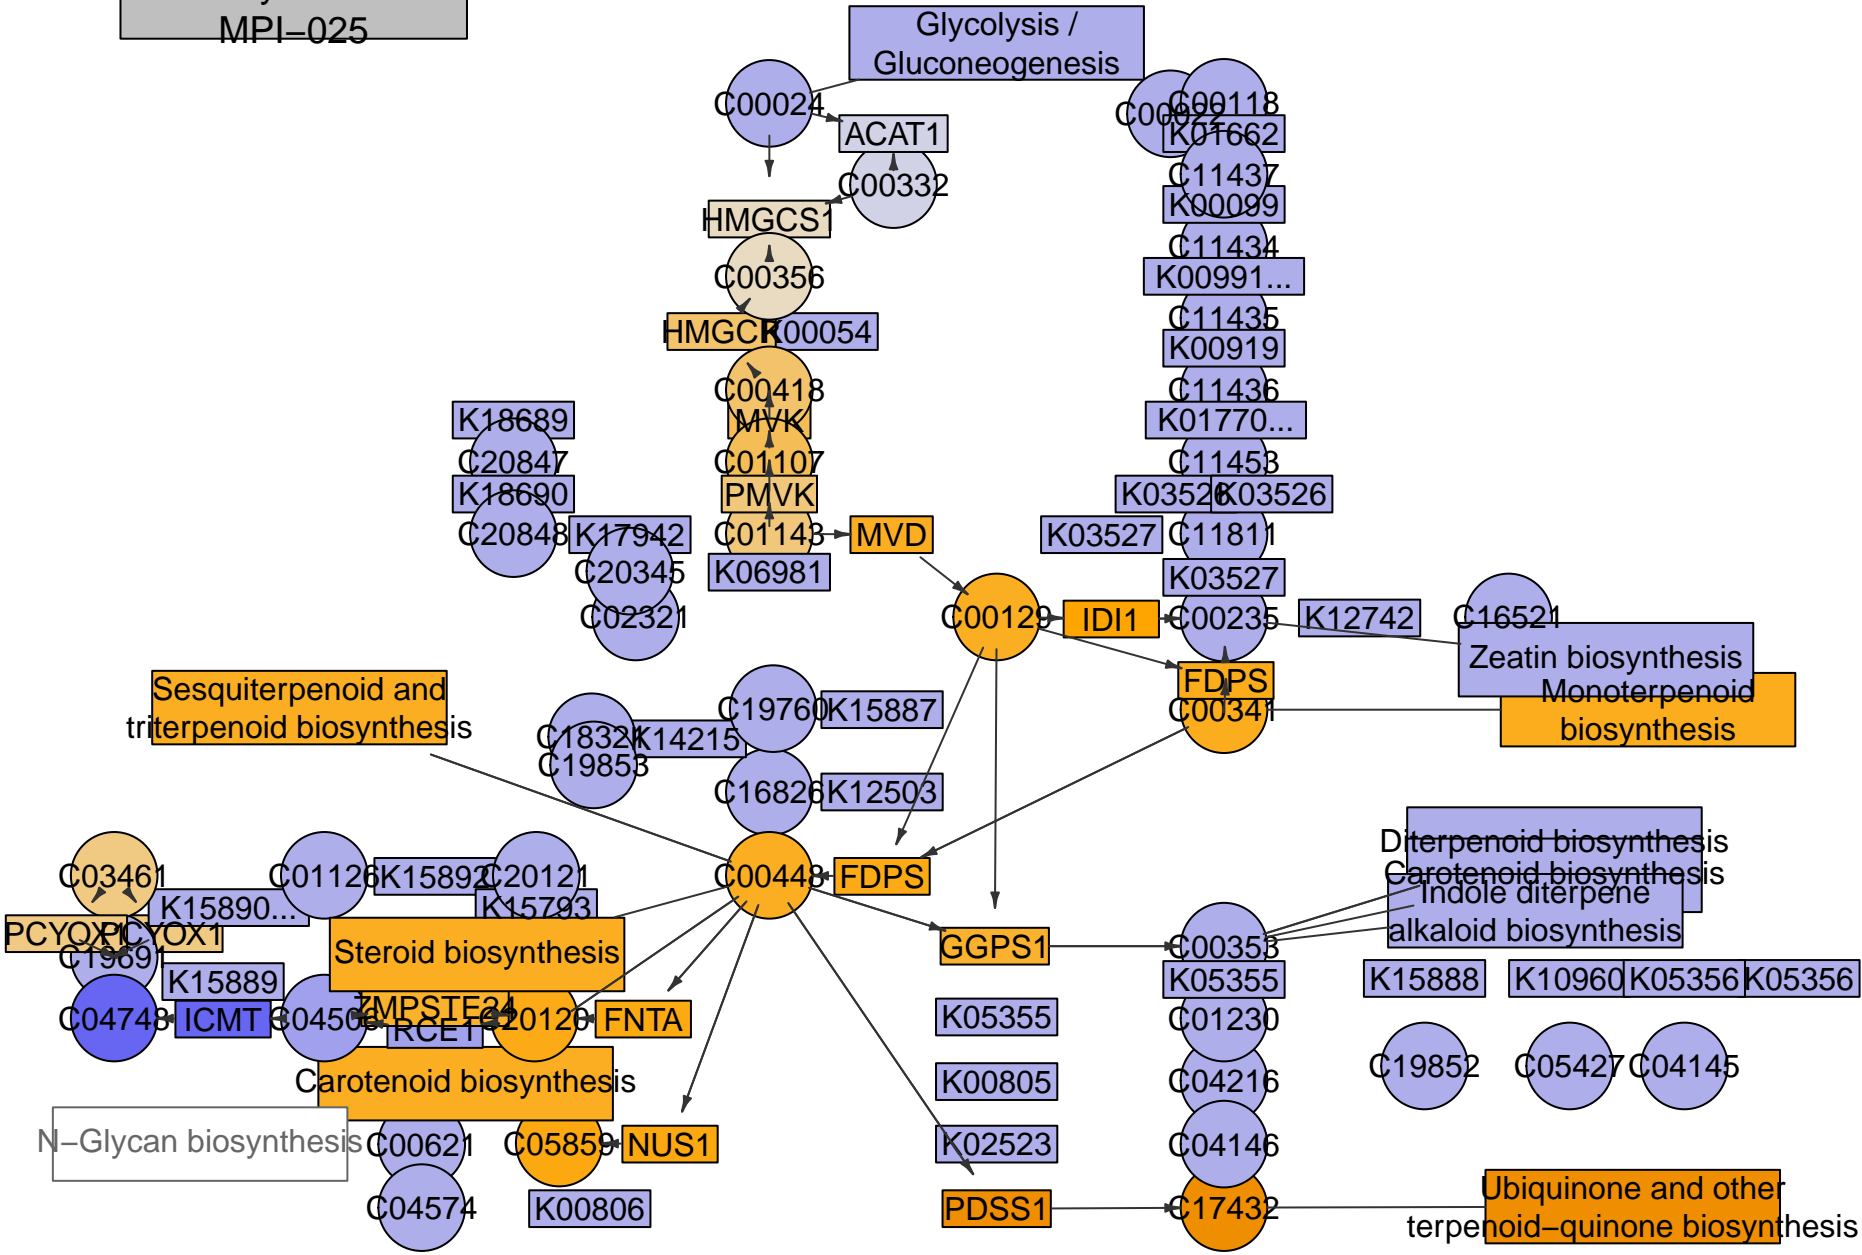 MPI−025
Glycolysis /
Gluconeogenesis
C00024
C00022
C00118
ACAT1
K01662
C00332
C11437
HMGCS1
K00099
C11434
C00356
K00991...
C11435
HMGCR
K00054
K00919
C00418
C11436
K18689
MVK
K01770...
C20847
C01107
C11453
K18690
PMVK
K03526
K03526
C20848
K17942
C01143
MVD
K03527
C11811
C20345
K06981
K03527
C02321
C00129
IDI1
C00235
K12742
C16521
Zeatin biosynthesis
Sesquiterpenoid and
triterpenoid biosynthesis
FDPS
Monoterpenoid
biosynthesis
C19760
K15887
C00341
C18321
K14215
C19853
C16826
K12503
Diterpenoid biosynthesis
Carotenoid biosynthesis
Indole diterpene
alkaloid biosynthesis
C03461
C01126
K15892
C20121
C00448
FDPS
K15890...
K15793
PCYOX1
PCYOX1
C19691
Steroid biosynthesis
GGPS1
C00353
K15889
K05355
K15888
K10960
K05356
K05356
C04748
ICMT
C04506
ZMPSTE24
RCE1
C20120
FNTA
K05355
C01230
C19852
C05427
C04145
Carotenoid biosynthesis
K00805
C04216
N−Glycan biosynthesis
C00621
C05859
NUS1
K02523
C04146
C04574
K00806
PDSS1
C17432
Ubiquinone and other
terpenoid−quinone biosynthesis